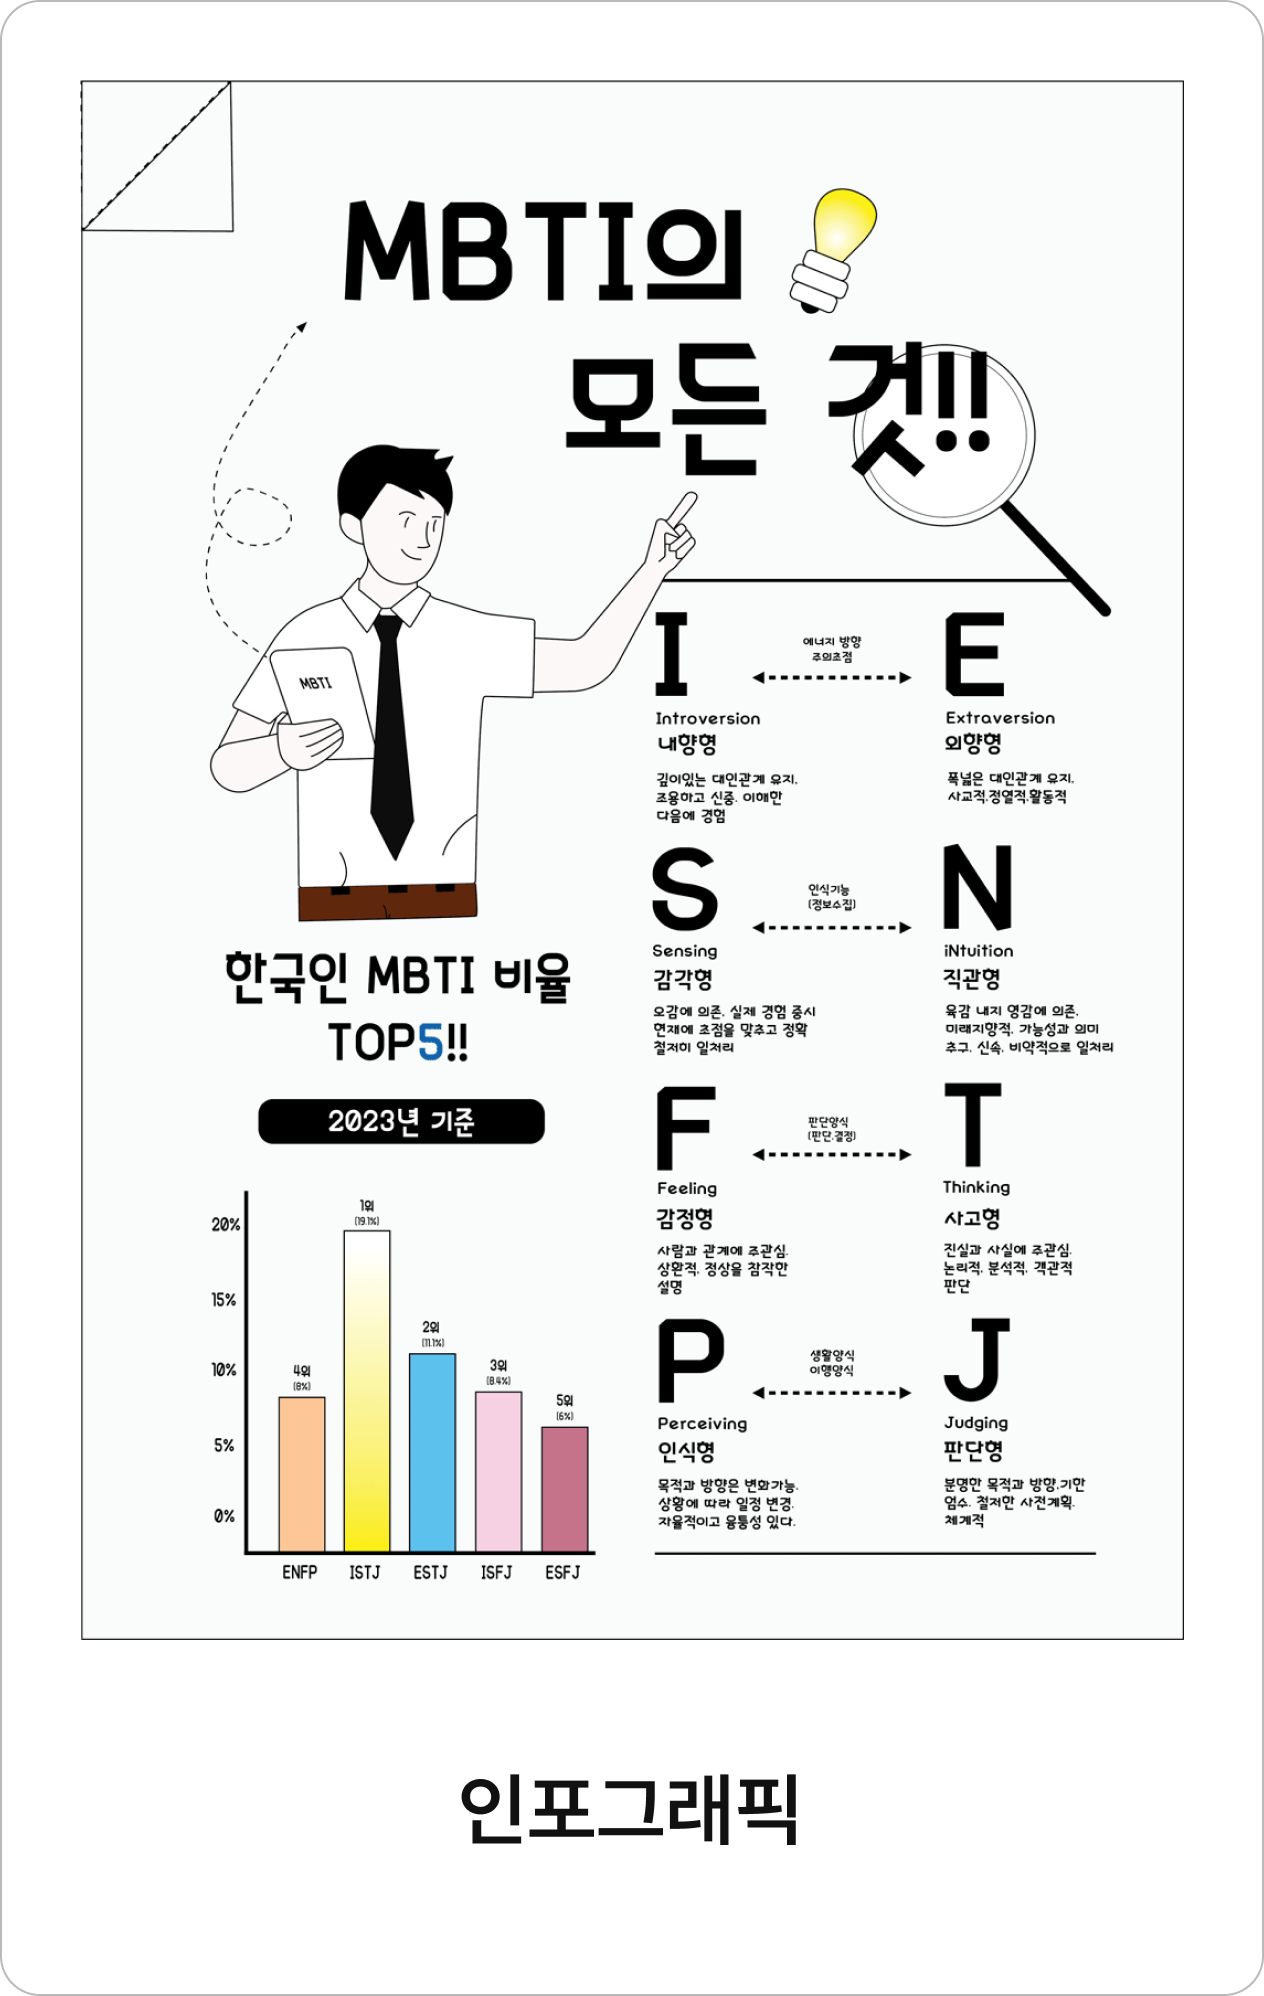 MBTI의
모든 겟!!
MBTI
I
에너지 방향
주의초점
E
Introversion
내향형
깊이있는 대인관계 유지.
조용하고 신중. 이해한
다음에 경험
Extraversion
외향형
폭넓은 대인관계 유지.
사교적.정열적.활동적
S
인식기능
(정보수집)
N
Sensing
감각형
오감에 의존. 실제 경험 중시
현재에 초점을 맞추고 정확
철저히 일처리
iNtuition
직관형
육감 내지 영감에 의존.
미래지향적. 가능성과 의미
추구. 신속. 비약적으로 일처리
F
판단양식
(판단.결정)
T
Feeling
감정형
사람과 관계에 주관심.
상환적. 정상을 참작한
설명
Thinking
사고형
진실과 사실에 주관심.
논리적. 분석적. 객관적
판단
P
생활양식
이행양식
J
Perceiving
인식형
목적과 방향은 변화가능.
상황에 따라 일정 변경.
자율적이고 융통성 있다.
Judging
판단형
분명한 목적과 방향.기한
엄수. 철저한 사전계획.
체계적
한국인 MBTI 비율
TOP5!!
2023년 기준
20%
15%
10%
5%
0%
4위
(8%)
1위
(19.1%)
2위
(11.1%)
3위
(8.4%)
5위
(6%)
ENFP ISTJ ESTJ ISFJ ESFJ
인포그래픽